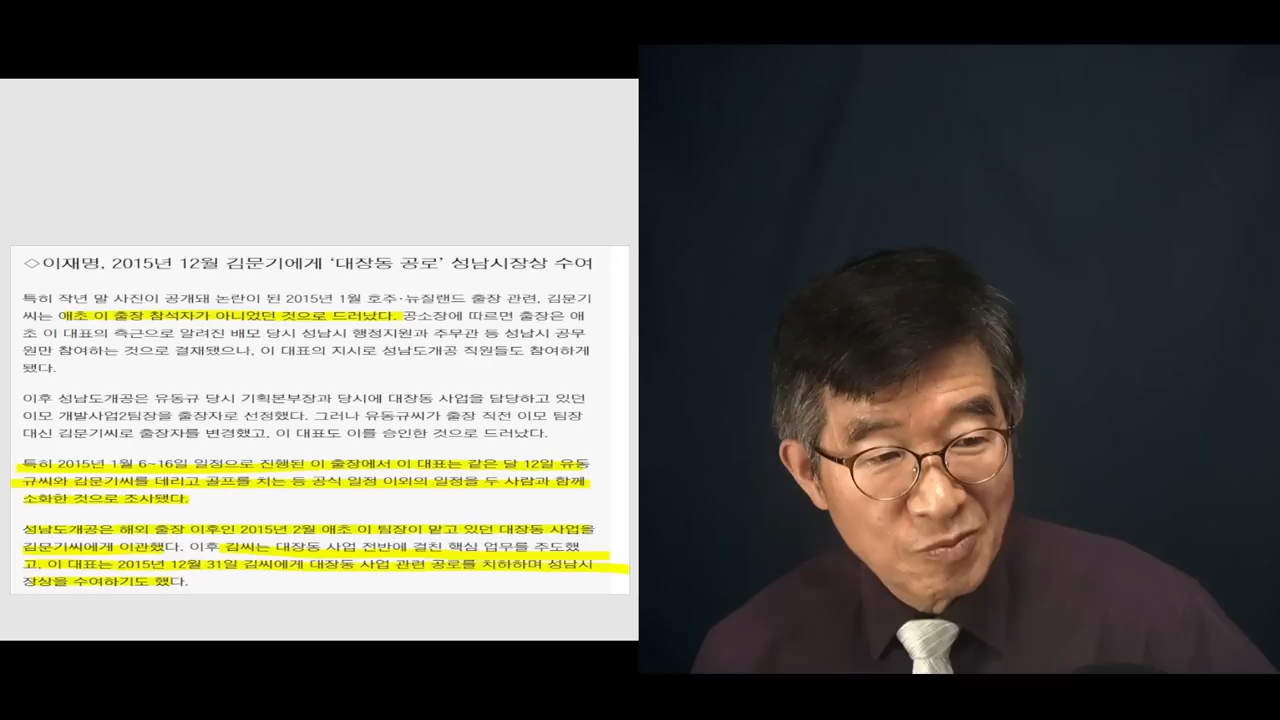 ◇이재명, 2015년 12월 김문기에게 ‘대장동 공로’ 성남시장상 수여
특히 작년 말 사진이 공개돼 논란이 된 2015년 1월 호주·뉴질랜드 출장 관련, 김문기
씨는 애초 이 출장 참석자가 아니었던 것으로 드러났다. 공소장에 따르면 출장은 애
초 이 대표의 측근으로 알려진 배모 당시 성남시 행정지원과 주무관 등 성남시 공무
원만 참여하는 것으로 결재됐으나, 이 대표의 지시로 성남도개공 직원들도 참여하게
됐다.
이후 성남도개공은 유동규 당시 기획본부장과 당시에 대장동 사업을 담당하고 있던
이모 개발사업2팀장을 출장자로 선정했다. 그러나 유동규씨가 출장 직전 이모 팀장
대신 김문기씨로 출장자를 변경했고, 이 대표도 이를 승인한 것으로 드러났다.
특히 2015년 1월 6~16일 일정으로 진행된 이 출장에서 이 대표는 같은 달 12일 유동
규씨와 김문기씨를 데리고 골프를 치는 등 공식 일정 이외의 일정을 두 사람과 함께
소화한 것으로 조사됐다.
성남도개공은 해외 출장 이후인 2015년 2월 애초 이 팀장이 맡고 있던 대장동 사업을
김문기씨에게 이관했다. 이후 김씨는 대장동 사업 전반에 걸친 핵심 업무를 주도했
고, 이 대표는 2015년 12월 31일 김씨에게 대장동 사업 관련 공로를 치하하며 성남시
장상을 수여하기도 했다.